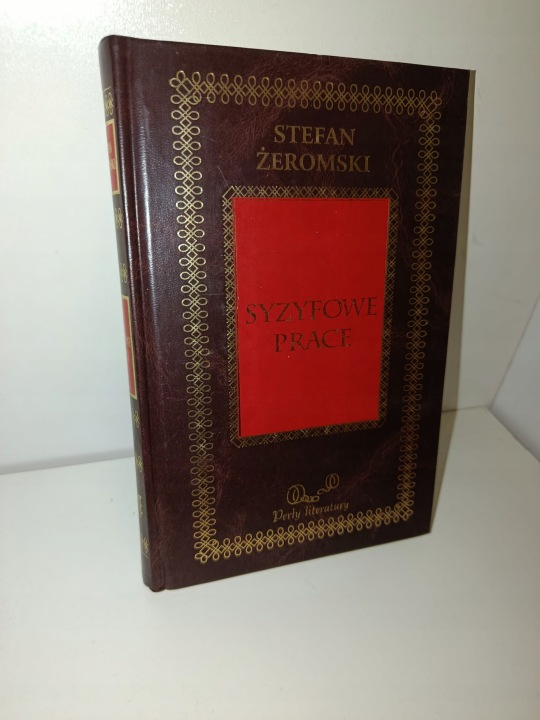 STEFAN
ŻEROMSKI
SYZYFOWE
PRACE
Perły literatury